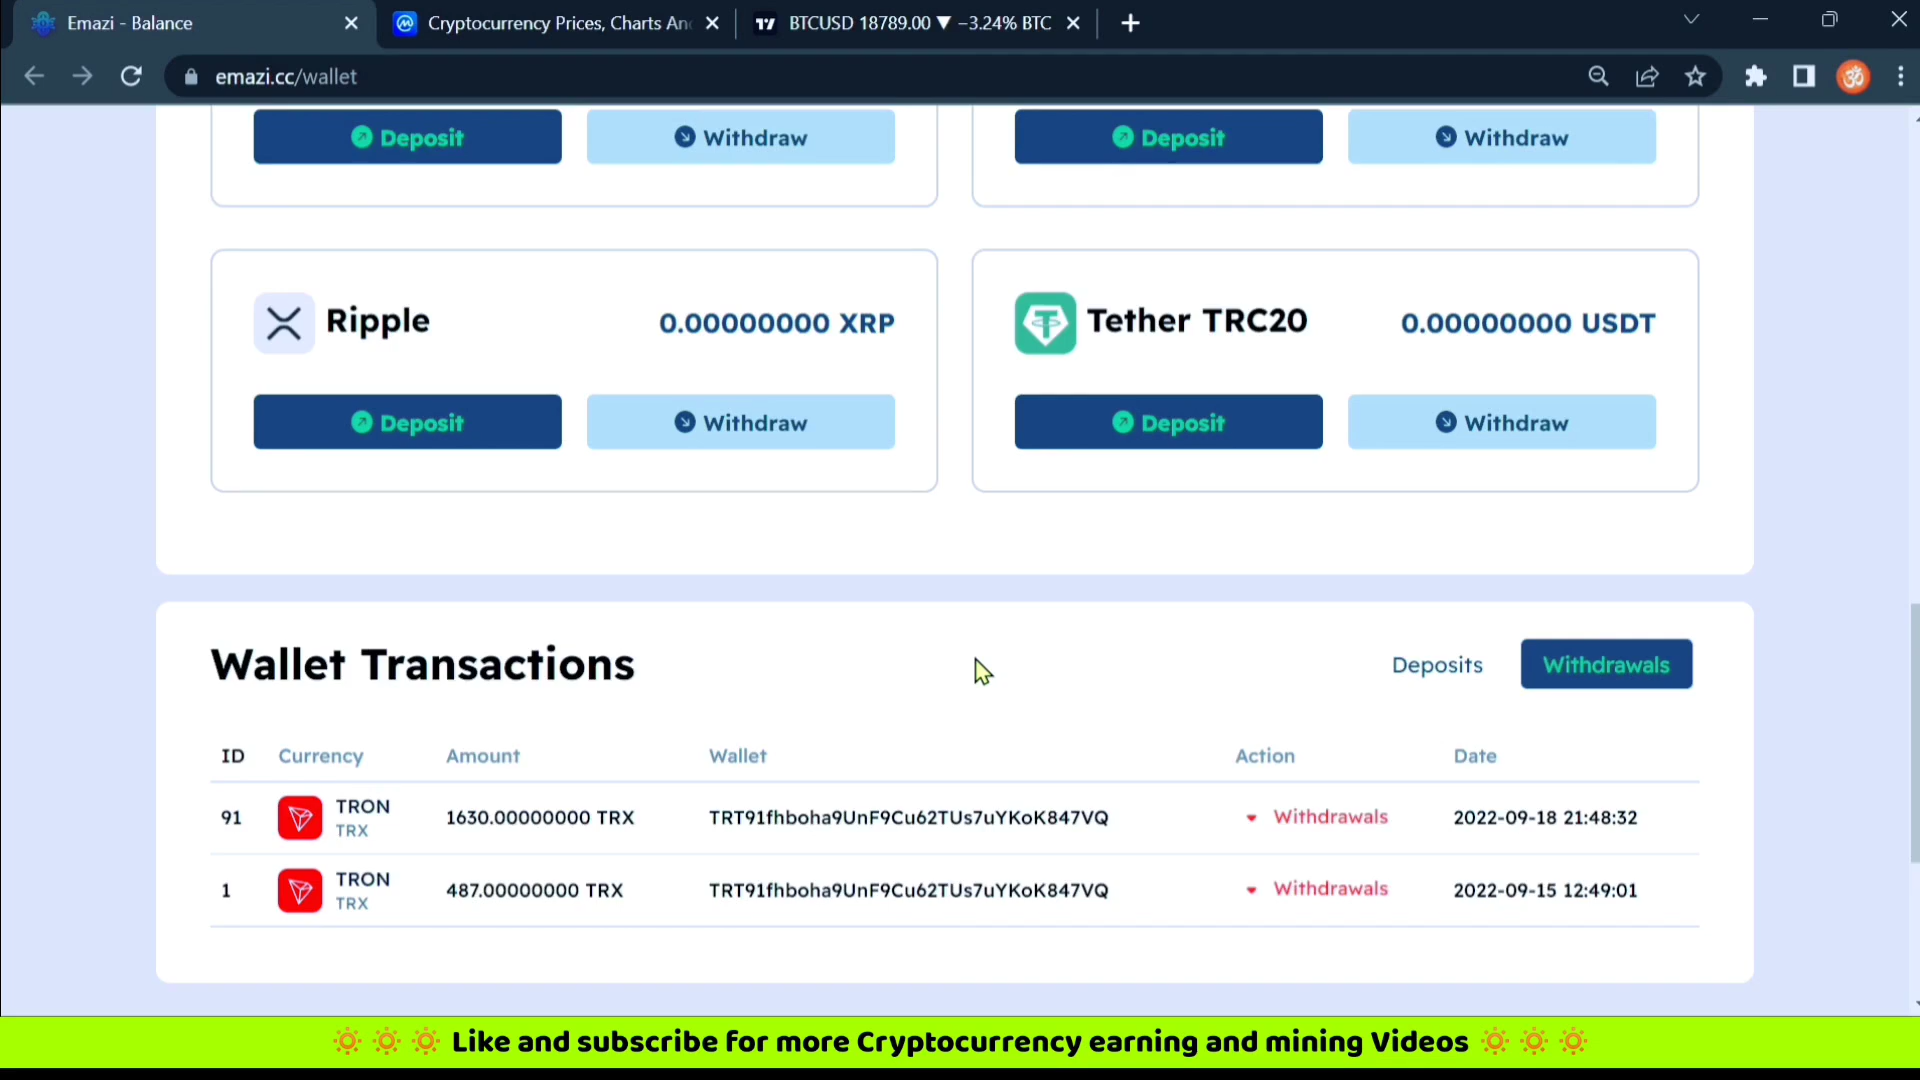 Emazi - Balance
Cryptocurrency Prices, Charts An
BTCUSD 18789.00 ▼ −3.24% BTC
emazi.cc/wallet
Deposit
Withdraw
Deposit
Withdraw
Ripple
0.00000000 XRP
Tether TRC20
0.00000000 USDT
Deposit
Withdraw
Deposit
Withdraw
Wallet Transactions
Deposits
Withdrawals
ID Currency Amount Wallet Action Date
91 TRON TRX 1630.00000000 TRX TRT91fhboha9UnF9Cu62TUs7uYKoK847VQ Withdrawals 2022-09-18 21:48:32
1 TRON TRX 487.00000000 TRX TRT91fhboha9UnF9Cu62TUs7uYKoK847VQ Withdrawals 2022-09-15 12:49:01
Like and subscribe for more Cryptocurrency earning and mining Videos